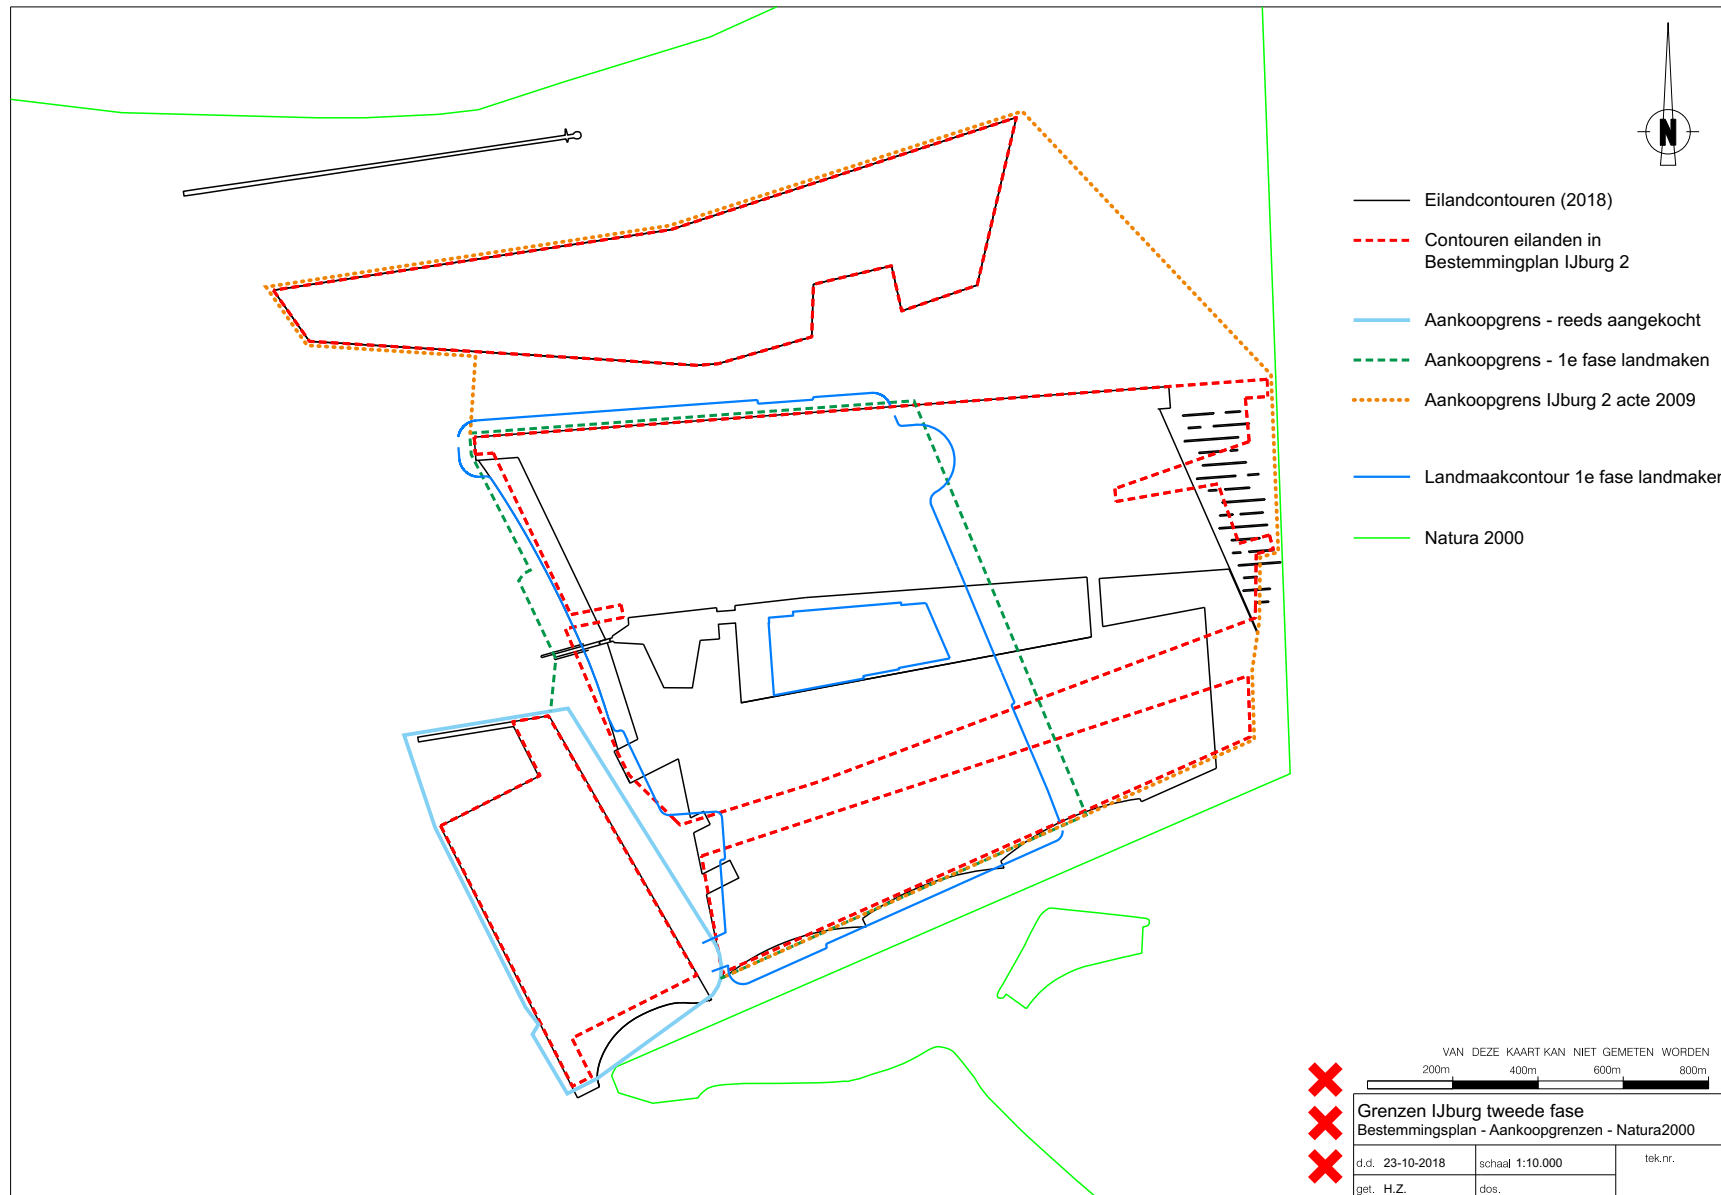 N
Eilandcontouren (2018)
Contouren eilanden in
Bestemmingplan IJburg 2
Aankoopgrens - reeds aangekocht
Aankoopgrens - 1e fase landmaken
Aankoopgrens IJburg 2 acte 2009
Landmaakcontour 1e fase landmaken
Natura 2000
VAN DEZE KAART KAN NIET GEMETEN WORDEN
200m 400m 600m 800m
Grenzen IJburg tweede fase
Bestemmingsplan - Aankoopgrenzen - Natura2000
d.d. 23-10-2018 schaal 1:10.000 tek.nr.
get. H.Z. dos.